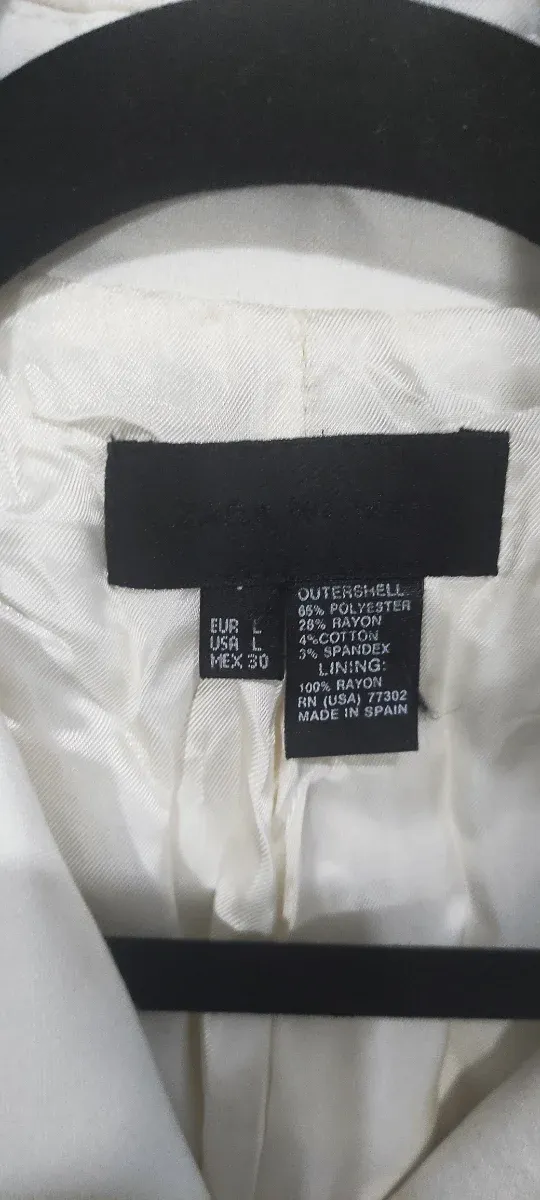 EUR L
USA L
MEX 30
OUTERSHELL
65% POLYESTER
28% RAYON
4%COTTON
3% SPANDEX
LINING:
100% RAYON
RN (USA) 77302
MADE IN SPAIN